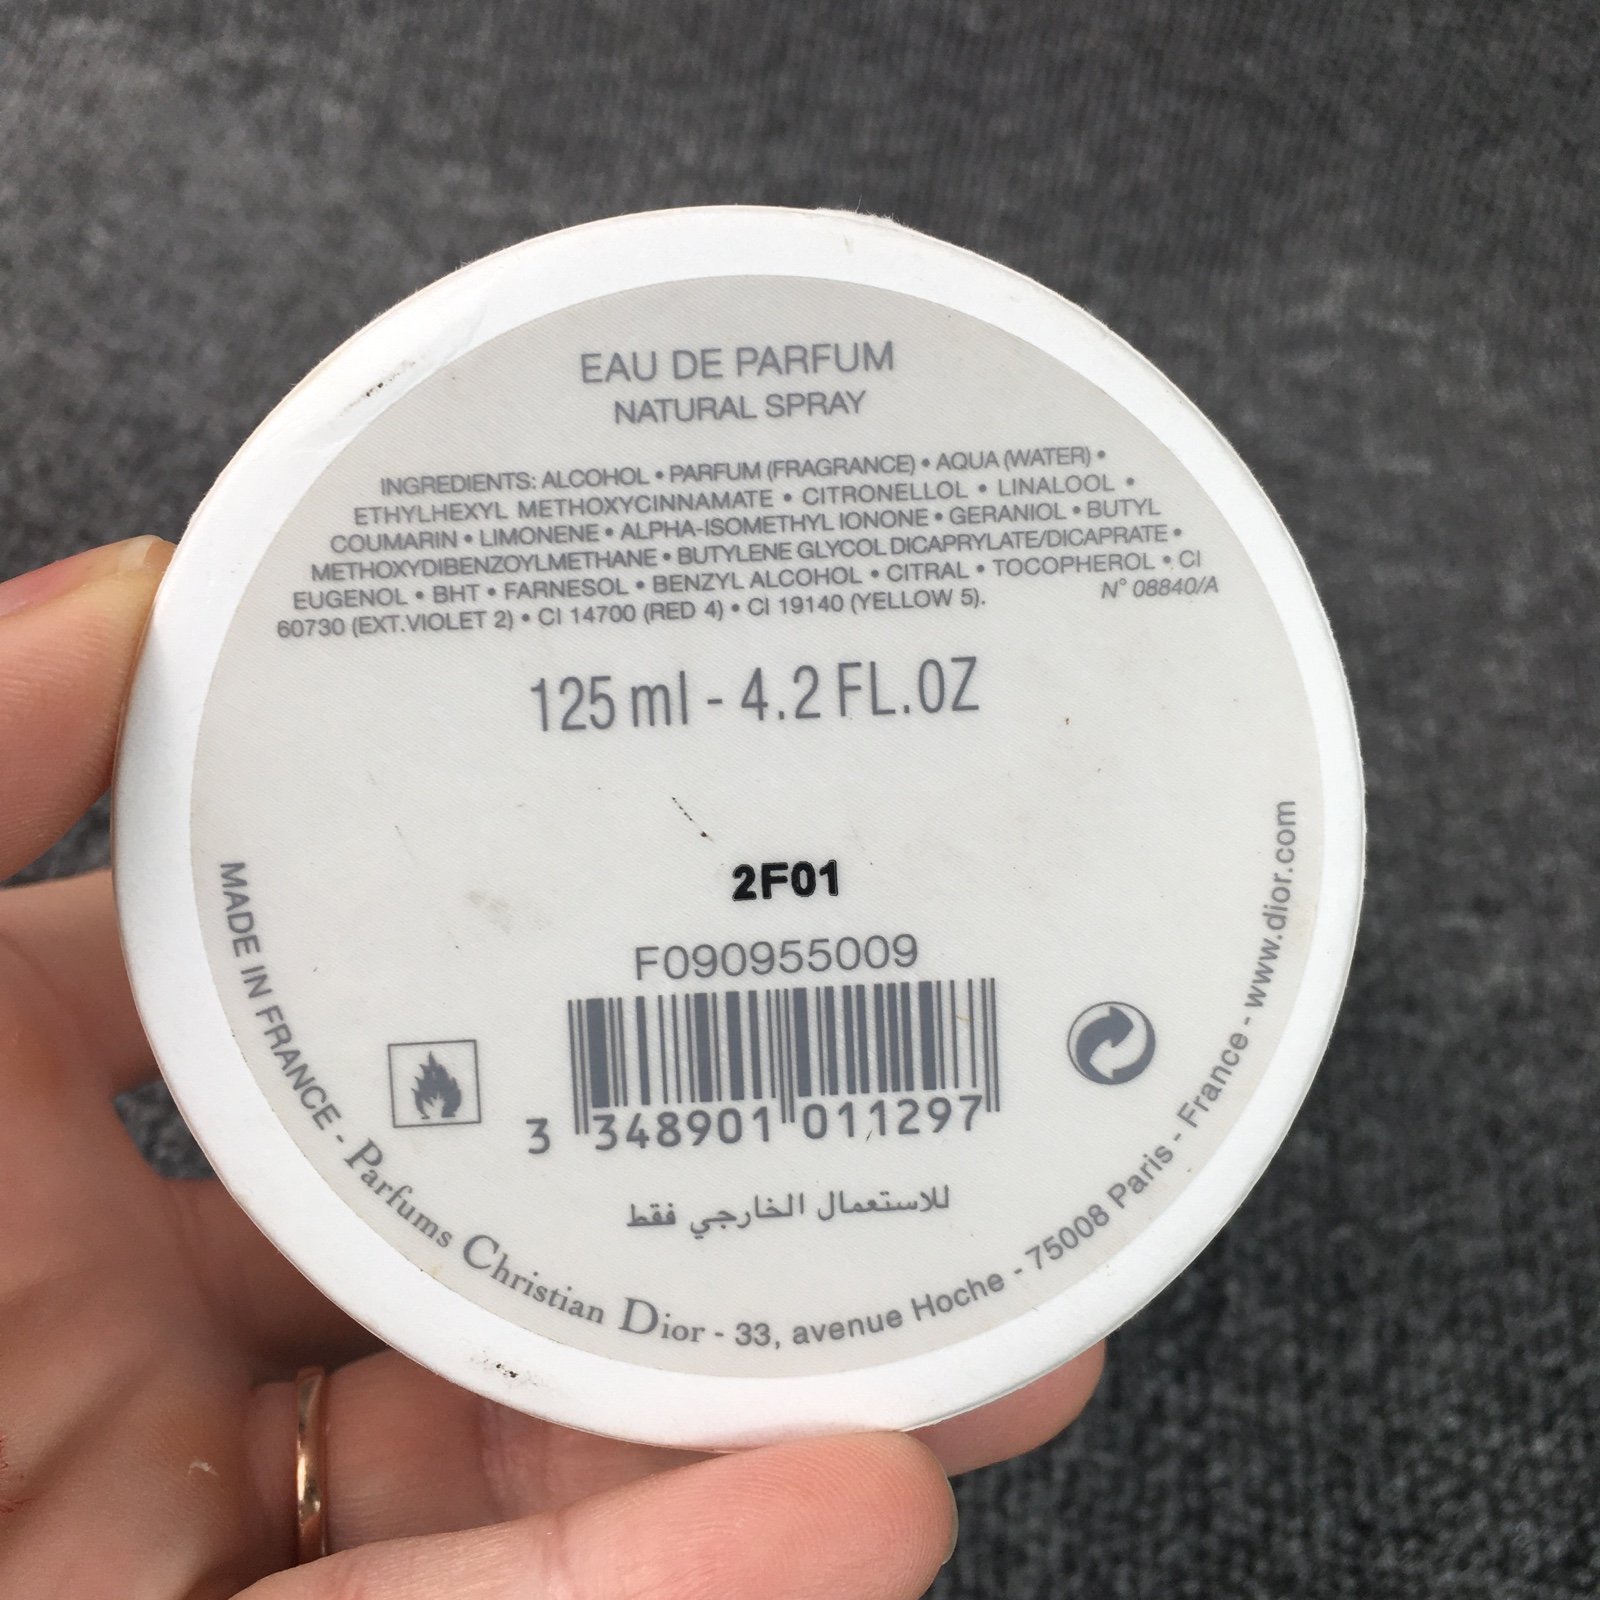 EAU DE PARFUM
NATURAL SPRAY
INGREDIENTS: ALCOHOL • PARFUM (FRAGRANCE) • AQUA (WATER) •
ETHYLHEXYL METHOXYCINNAMATE • CITRONELLOL • LINALOOL •
COUMARIN • LIMONENE • ALPHA-ISOMETHYL IONONE • GERANIOL • BUTYL
METHOXYDIBENZOYLMETHANE • BUTYLENE GLYCOL DICAPRYLATE/DICAPRATE •
EUGENOL • BHT • FARNESOL • BENZYL ALCOHOL • CITRAL • TOCOPHEROL • CI
60730 (EXT.VIOLET 2) • CI 14700 (RED 4) • CI 19140 (YELLOW 5).
N° 08840/A
125 ml - 4.2 FL.OZ
2F01
F090955009
3 348901 011297
للاستعمال الخارجي فقط
MADE IN FRANCE - Parfums Christian Dior - 33, avenue Hoche - 75008 Paris - France - www.dior.com